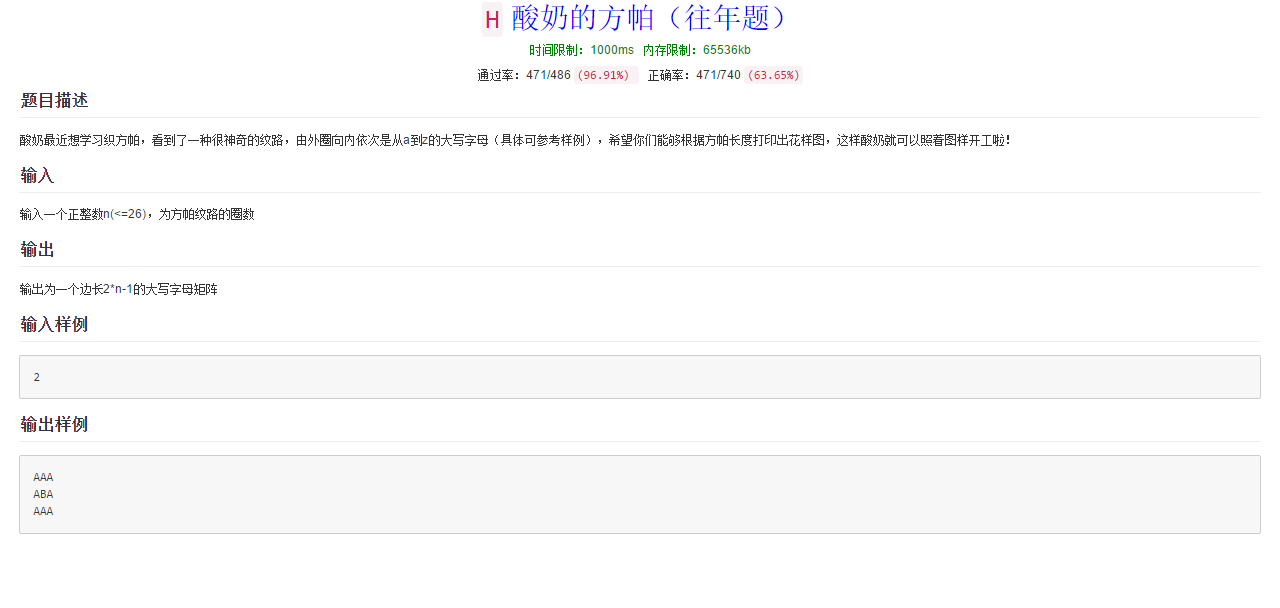 H 酸奶的方帕（往年题）
时间限制：1000ms 内存限制：65536kb
通过率：471/486 (96.91%) 正确率：471/740 (63.65%)
题目描述
酸奶最近想学习织方帕，看到了一种很神奇的纹路，由外圈向内依次是从a到z的大写字母（具体可参考样例），希望你们能够根据方帕长度打印出花样图，这样酸奶就可以照着图样开工啦！
输入
输入一个正整数n(<=26)，为方帕纹路的圈数
输出
输出为一个边长2*n-1的大写字母矩阵
输入样例
2
输出样例
AAA
ABA
AAA